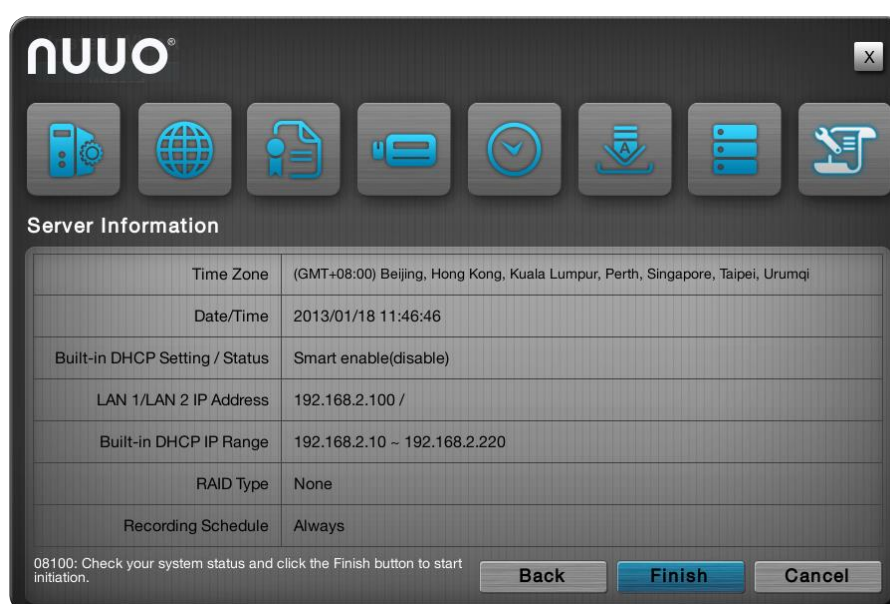 nuuo®
X
A
Server Information
Time Zone (GMT+08:00) Beijing, Hong Kong, Kuala Lumpur, Perth, Singapore, Taipei, Urumqi
Date/Time 2013/01/18 11:46:46
Built-in DHCP Setting / Status Smart enable(disable)
LAN 1/LAN 2 IP Address 192.168.2.100 /
Built-in DHCP IP Range 192.168.2.10 ~ 192.168.2.220
RAID Type None
Recording Schedule Always
08100: Check your system status and click the Finish button to start
initiation.
Back Finish Cancel